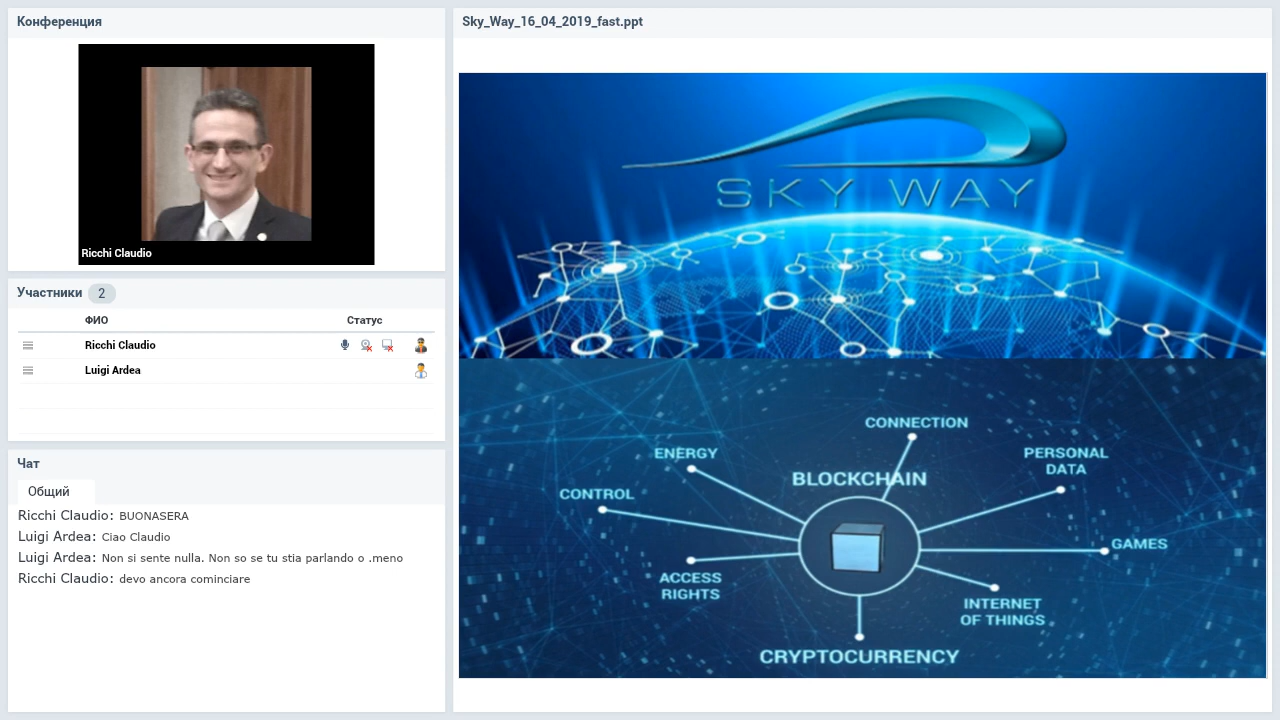 Конференция
Ricchi Claudio
Участники 2
ФИО Статус
Ricchi Claudio
Luigi Ardea
Чат
Общий
Ricchi Claudio: BUONASERA
Luigi Ardea: Ciao Claudio
Luigi Ardea: Non si sente nulla. Non so se tu stia parlando o .meno
Ricchi Claudio: devo ancora cominciare
Sky_Way_16_04_2019_fast.ppt
SKY WAY
CONNECTION
ENERGY
PERSONAL
DATA
BLOCKCHAIN
CONTROL
GAMES
ACCESS
RIGHTS
INTERNET
OF THINGS
CRYPTOCURRENCY